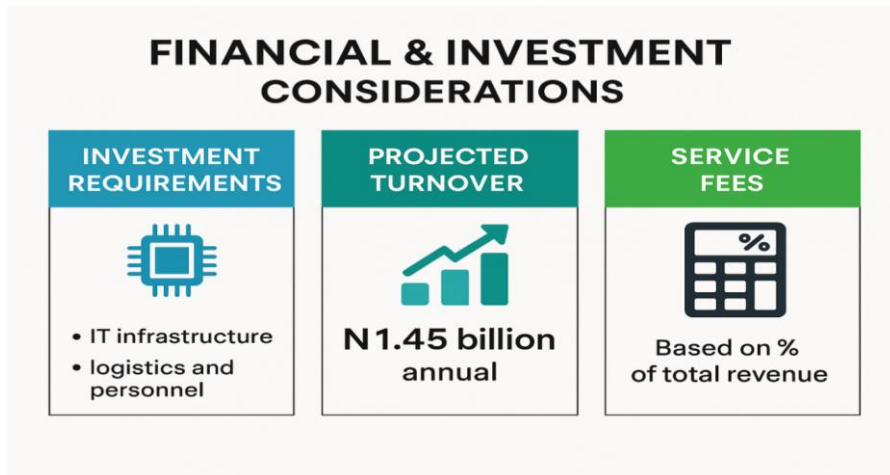 FINANCIAL & INVESTMENT
CONSIDERATIONS
INVESTMENT
REQUIREMENTS
• IT infrastructure
• logistics and
personnel
PROJECTED
TURNOVER
N1.45 billion
annual
SERVICE
FEES
%
Based on %
of total revenue